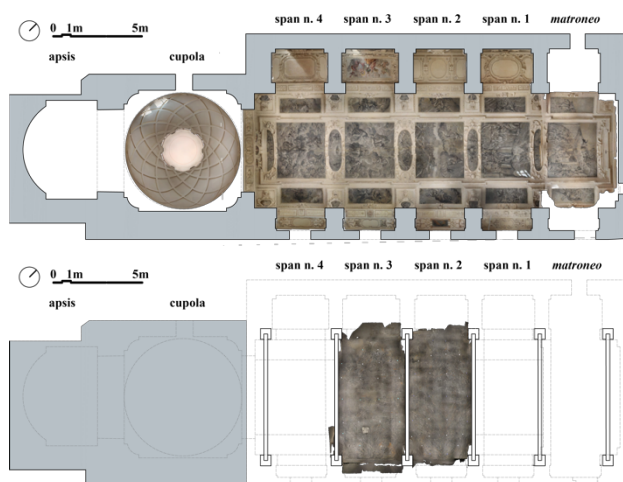 span n. 4 span n. 3 span n. 2 span n. 1 matroneo
0 1m 5m
apsis cupola
span n. 4 span n. 3 span n. 2 span n. 1 matroneo
0 1m 5m
apsis cupola